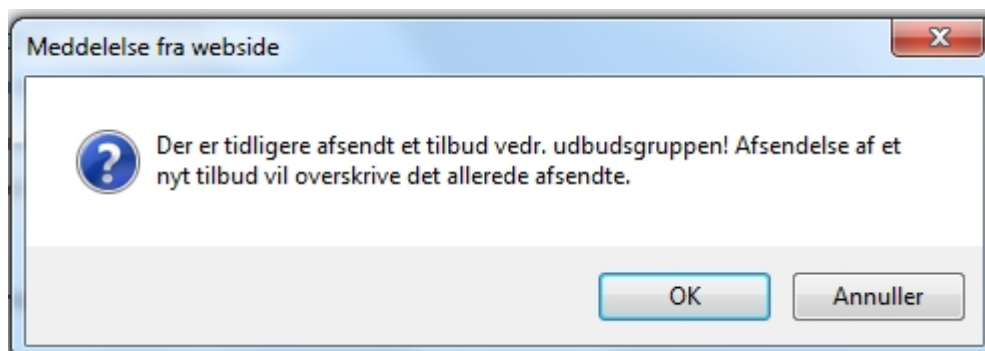 Meddelelse fra webside
Der er tidligere afsendt et tilbud vedr. udbudsgruppen! Afsendelse af et
nyt tilbud vil overskrive det allerede afsendte.
OK
Annuller